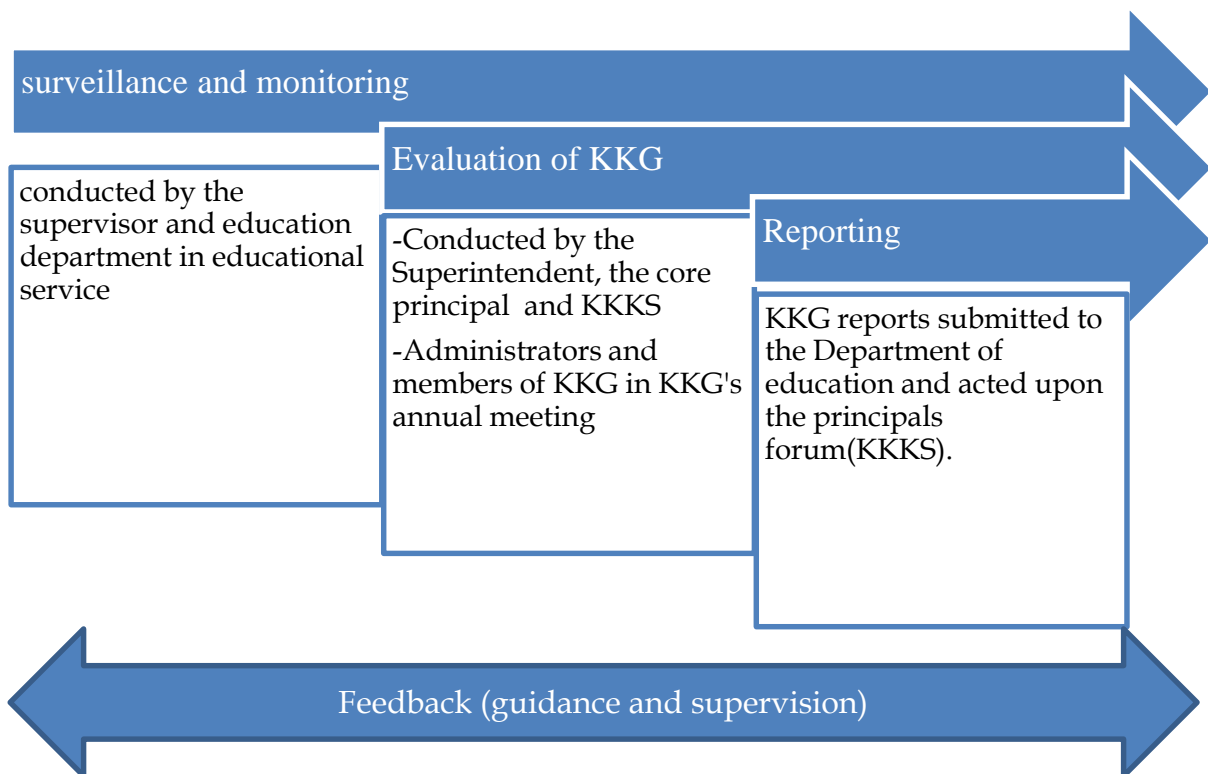 surveillance and monitoring
conducted by the
supervisor and education
department in educational
service
Evaluation of KKG
-Conducted by the
Superintendent, the core
principal  and KKKS
-Administrators and
members of KKG in KKG's
annual meeting
Reporting
KKG reports submitted to
the Department of
education and acted upon
the principals
forum(KKKS).
Feedback (guidance and supervision)